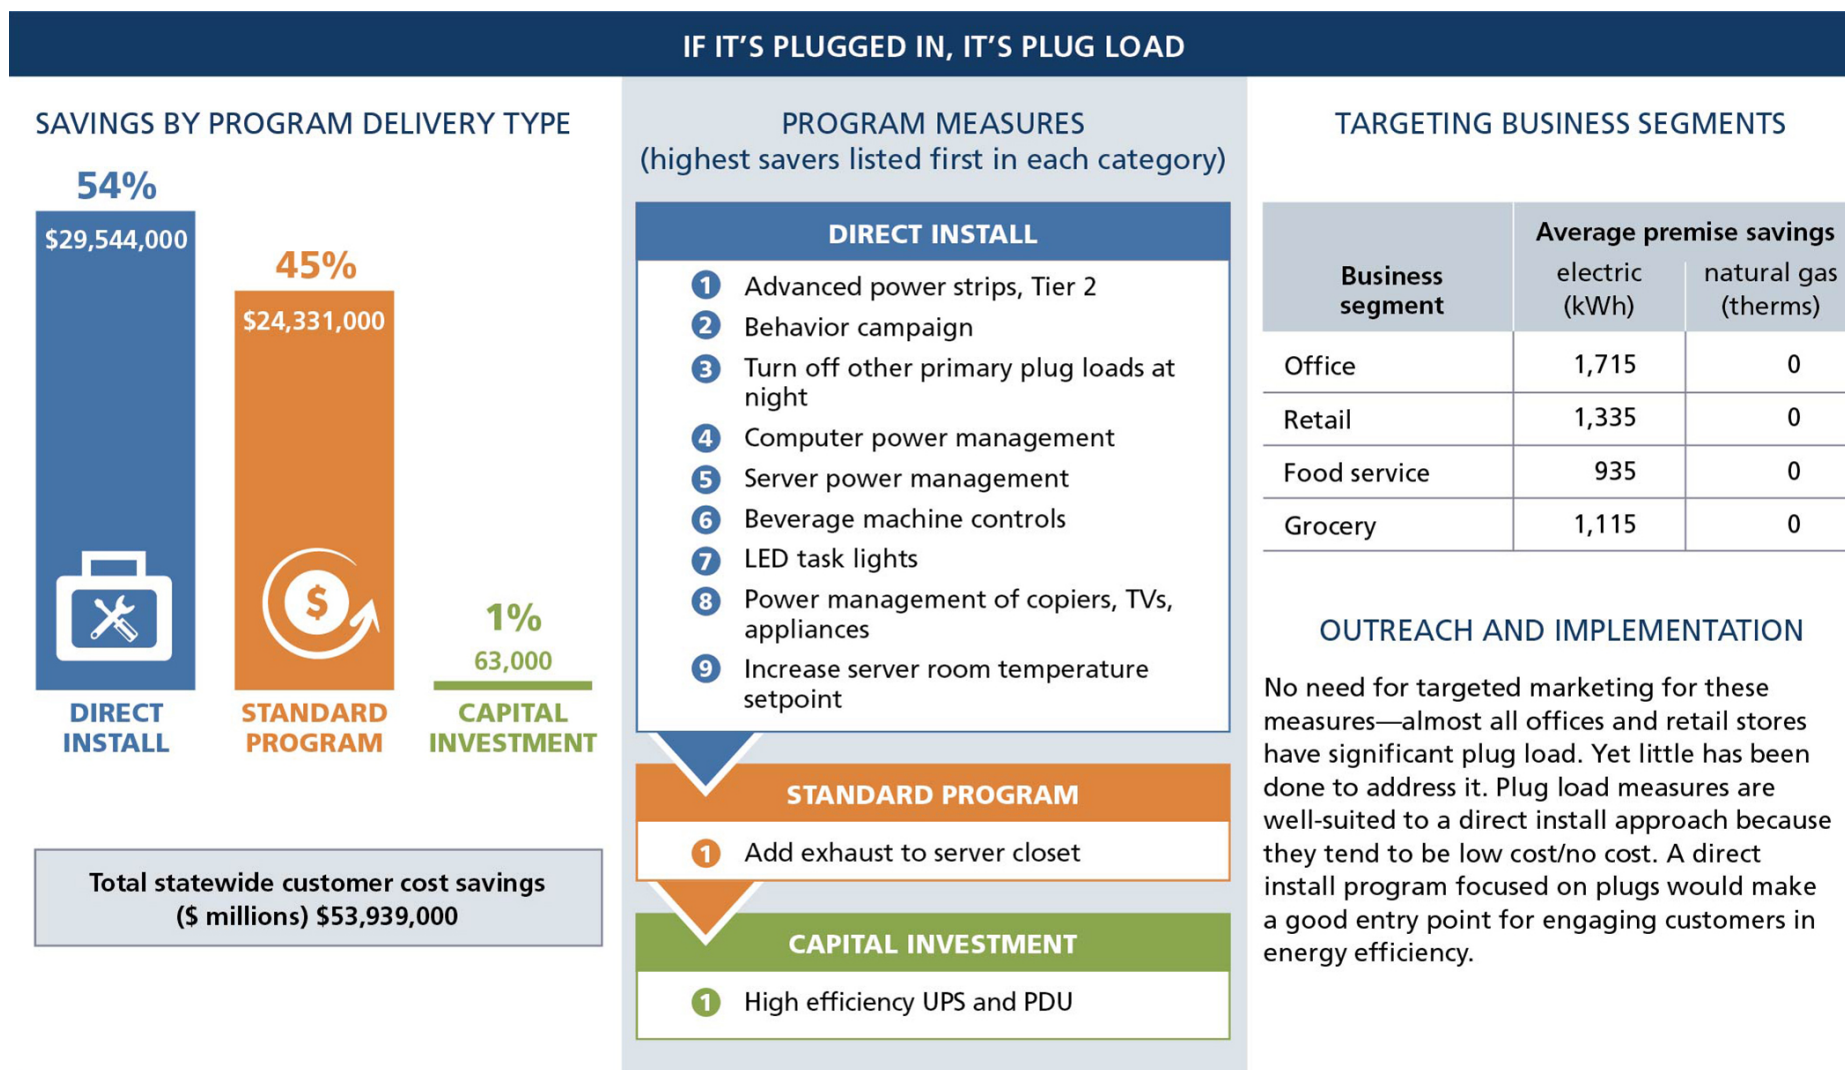 IF IT'S PLUGGED IN, IT'S PLUG LOAD
SAVINGS BY PROGRAM DELIVERY TYPE
54%
$29,544,000
45%
$24,331,000
1%
63,000
DIRECT
INSTALL
STANDARD
PROGRAM
CAPITAL
INVESTMENT
Total statewide customer cost savings
($ millions) $53,939,000
PROGRAM MEASURES
(highest savers listed first in each category)
DIRECT INSTALL
1 Advanced power strips, Tier 2
2 Behavior campaign
3 Turn off other primary plug loads at
night
4 Computer power management
5 Server power management
6 Beverage machine controls
7 LED task lights
8 Power management of copiers, TVs,
appliances
9 Increase server room temperature
setpoint
STANDARD PROGRAM
1 Add exhaust to server closet
CAPITAL INVESTMENT
1 High efficiency UPS and PDU
TARGETING BUSINESS SEGMENTS
Business
segment
Average premise savings
electric
(kWh)
natural gas
(therms)
Office 1,715 0
Retail 1,335 0
Food service 935 0
Grocery 1,115 0
OUTREACH AND IMPLEMENTATION
No need for targeted marketing for these
measures—almost all offices and retail stores
have significant plug load. Yet little has been
done to address it. Plug load measures are
well-suited to a direct install approach because
they tend to be low cost/no cost. A direct
install program focused on plugs would make
a good entry point for engaging customers in
energy efficiency.